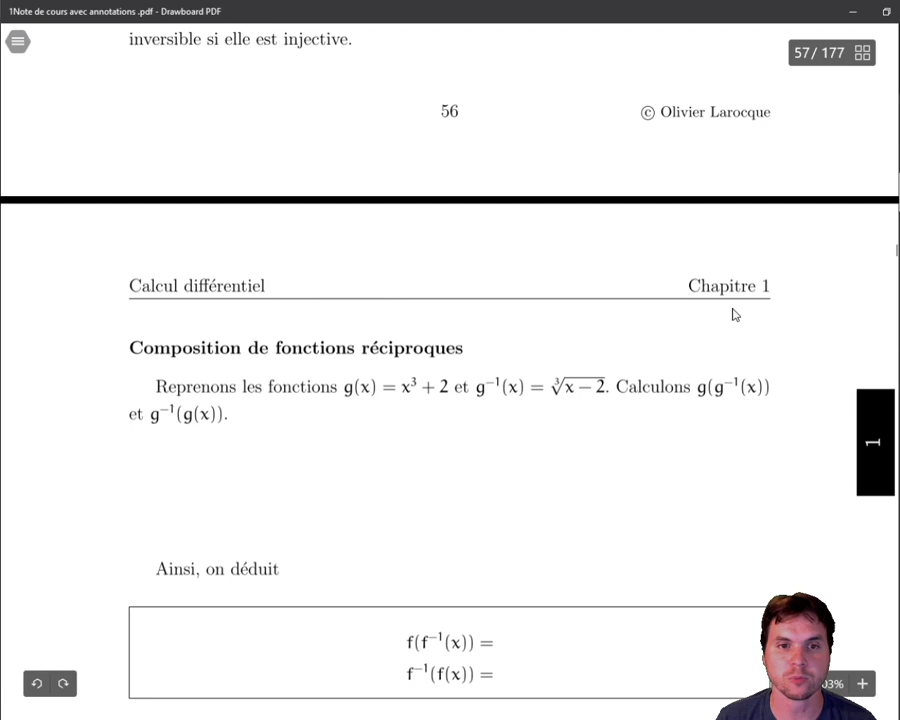 1Note de cours avec annotations .pdf - Drawboard PDF
inversible si elle est injective.
57/ 177
56
© Olivier Larocque
Calcul différentiel
Chapitre 1
Composition de fonctions réciproques
Reprenons les fonctions g(x) = x³ + 2 et g⁻¹(x) = ∛(x − 2). Calculons g(g⁻¹(x))
et g⁻¹(g(x)).
1
Ainsi, on déduit
f(f⁻¹(x)) =
f⁻¹(f(x)) =